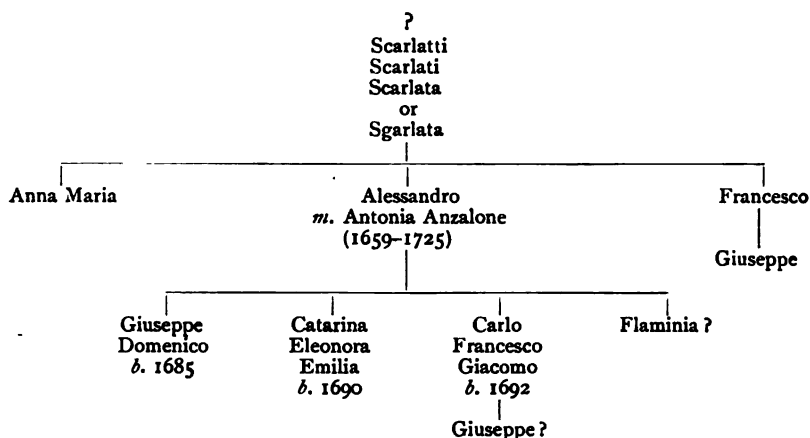 ?
Scarlatti
Scarlati
Scarlata
or
Sgarlata
Anna Maria
Alessandro
m. Antonia Anzalone
(1659–1725)
Francesco
Giuseppe
Giuseppe
Domenico
b. 1685
Catarina
Eleonora
Emilia
b. 1690
Carlo
Francesco
Giacomo
b. 1692
Giuseppe ?
Flaminia ?